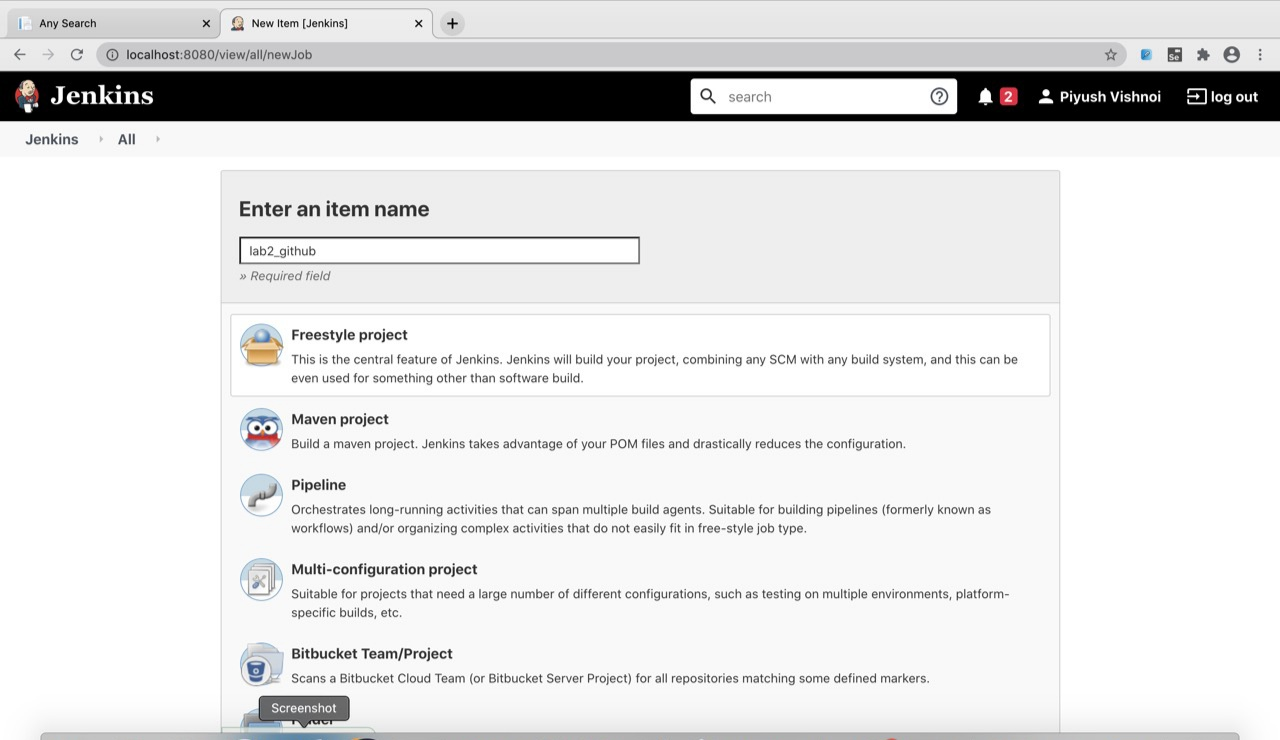 Any Search
New Item [Jenkins]
localhost:8080/view/all/newJob
Se
Jenkins
search
2
Piyush Vishnoi
log out
Jenkins
All
Enter an item name
lab2_github
» Required field
Freestyle project
This is the central feature of Jenkins. Jenkins will build your project, combining any SCM with any build system, and this can be
even used for something other than software build.
Maven project
Build a maven project. Jenkins takes advantage of your POM files and drastically reduces the configuration.
Pipeline
Orchestrates long-running activities that can span multiple build agents. Suitable for building pipelines (formerly known as
workflows) and/or organizing complex activities that do not easily fit in free-style job type.
Multi-configuration project
Suitable for projects that need a large number of different configurations, such as testing on multiple environments, platform-
specific builds, etc.
Bitbucket Team/Project
Scans a Bitbucket Cloud Team (or Bitbucket Server Project) for all repositories matching some defined markers.
Screenshot